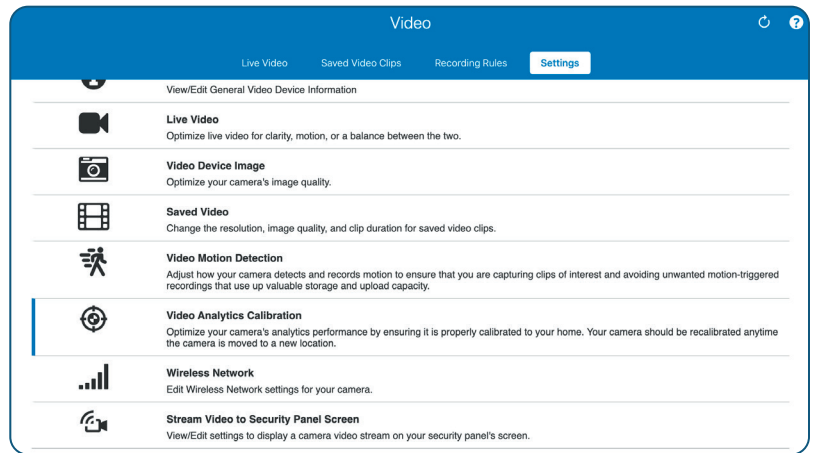 Video
?
Live Video
Saved Video Clips
Recording Rules
Settings
View/Edit General Video Device Information
Live Video
Optimize live video for clarity, motion, or a balance between the two.
Video Device Image
Optimize your camera's image quality.
Saved Video
Change the resolution, image quality, and clip duration for saved video clips.
Video Motion Detection
Adjust how your camera detects and records motion to ensure that you are capturing clips of interest and avoiding unwanted motion-triggered
recordings that use up valuable storage and upload capacity.
Video Analytics Calibration
Optimize your camera's analytics performance by ensuring it is properly calibrated to your home. Your camera should be recalibrated anytime
the camera is moved to a new location.
Wireless Network
Edit Wireless Network settings for your camera.
Stream Video to Security Panel Screen
View/Edit settings to display a camera video stream on your security panel's screen.